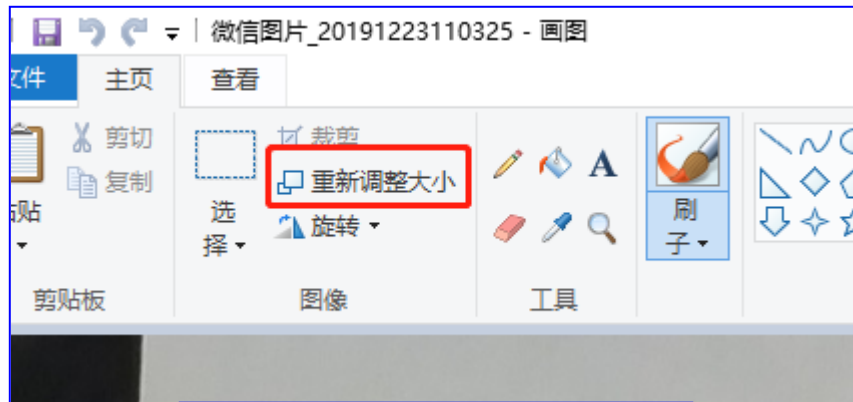 微信图片_20191223110325 - 画图
文件 主页 查看
剪切
复制
粘贴
选择
裁剪
重新调整大小
旋转
A
刷子
剪贴板 图像 工具